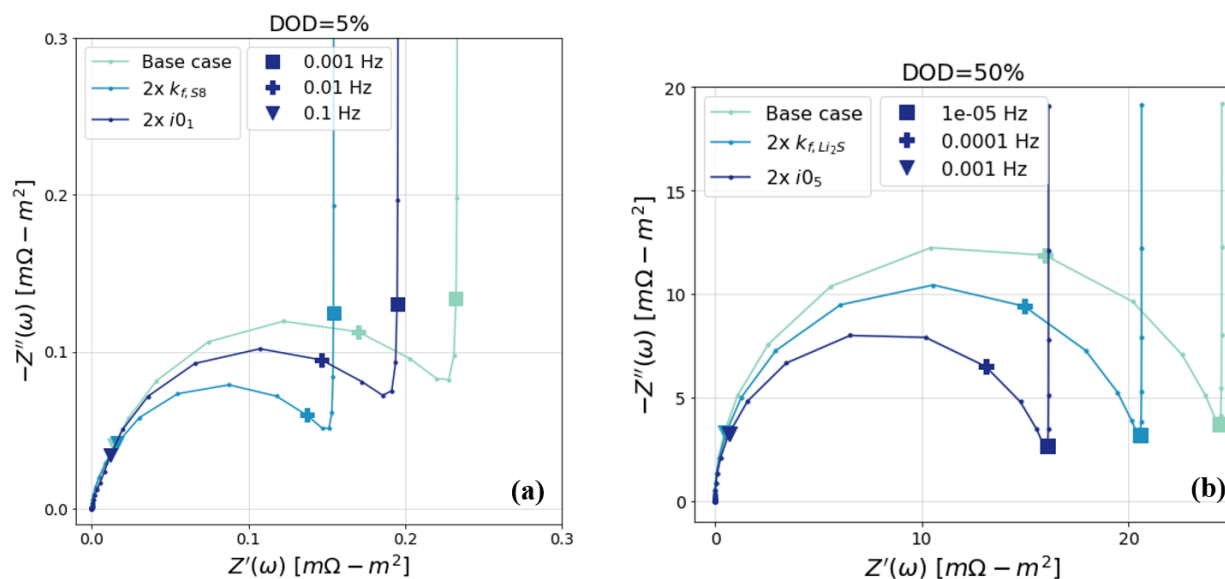 DOD=5%
Base case
2x k_{f,S8}
2x i0_1
0.001 Hz
0.01 Hz
0.1 Hz
0.3
0.2
0.1
0.0
-Z''(ω) [mΩ − m²]
0.0 0.1 0.2 0.3
Z'(ω) [mΩ − m²]
(a)
DOD=50%
Base case
2x k_{f,Li_2S}
2x i0_5
1e-05 Hz
0.0001 Hz
0.001 Hz
20
15
10
5
0
−Z''(ω) [mΩ − m²]
0 10 20
Z'(ω) [mΩ − m²]
(b)